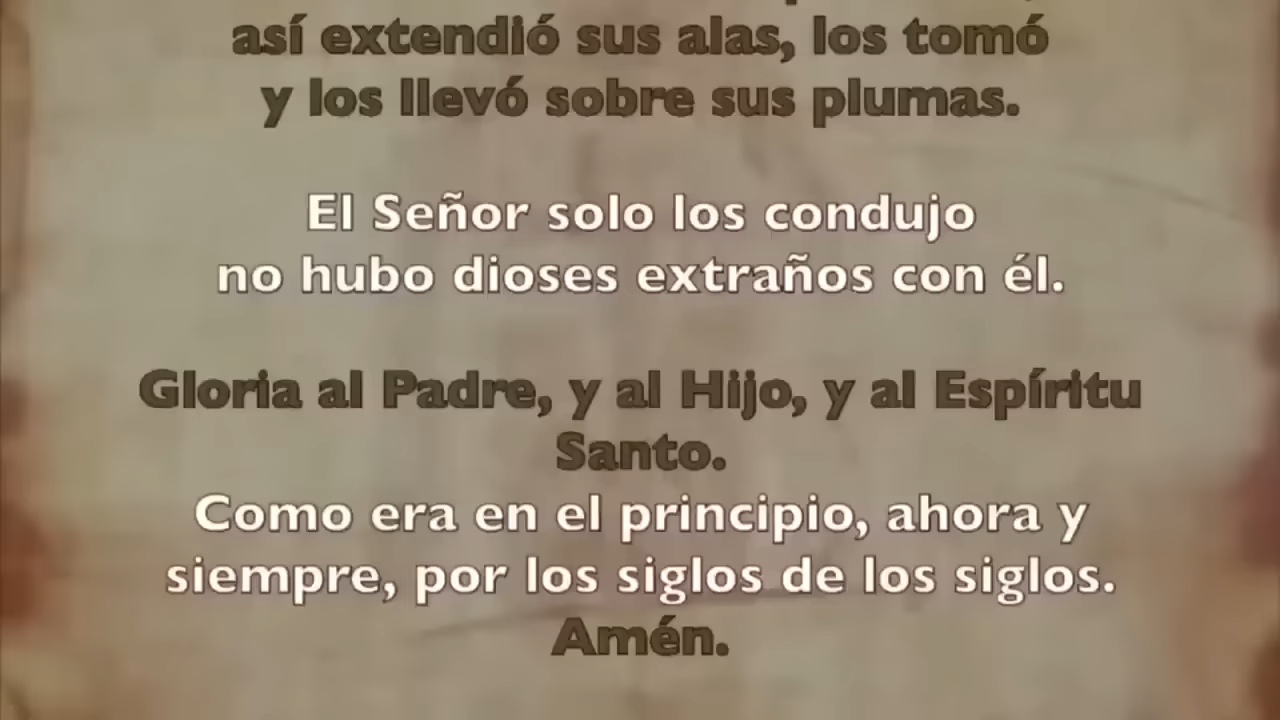 así extendió sus alas, los tomó
y los llevó sobre sus plumas.
El Señor solo los condujo
no hubo dioses extraños con él.
Gloria al Padre, y al Hijo, y al Espíritu
Santo.
Como era en el principio, ahora y
siempre, por los siglos de los siglos.
Amén.